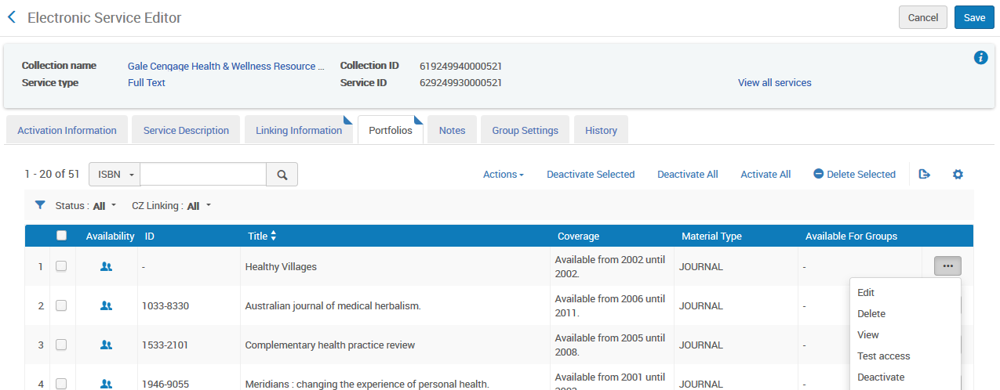 Electronic Service Editor
Cancel
Save
Collection name Gale Cengage Health & Wellness Resource ... Collection ID 619249940000521
Service type Full Text Service ID 629249930000521 View all services
Activation Information Service Description Linking Information Portfolios Notes Group Settings History
1 - 20 of 51 ISBN Actions Deactivate Selected Deactivate All Activate All Delete Selected
Status : All CZ Linking : All
Availability ID Title Coverage Material Type Available For Groups
1 - Healthy Villages Available from 2002 until 2002. JOURNAL -
Edit
2 1033-8330 Australian journal of medical herbalism. Available from 2006 until 2011. JOURNAL -
Delete
View
3 1533-2101 Complementary health practice review Available from 2005 until 2008. JOURNAL -
Test access
Deactivate
4 1946-9055 Meridians : changing the experience of personal health. Available from 2001 until JOURNAL -